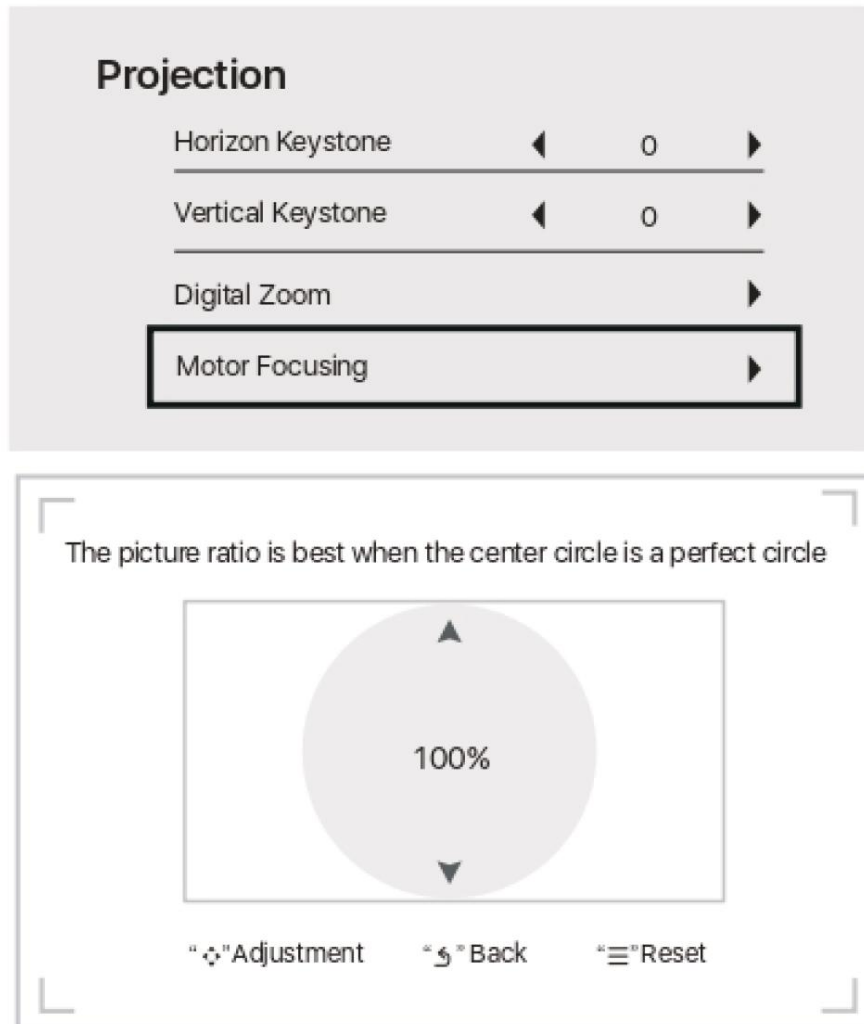 Projection
Horizon Keystone 0
Vertical Keystone 0
Digital Zoom
Motor Focusing
The picture ratio is best when the center circle is a perfect circle
100%
“ ”Adjustment “ ”Back “☰”Reset